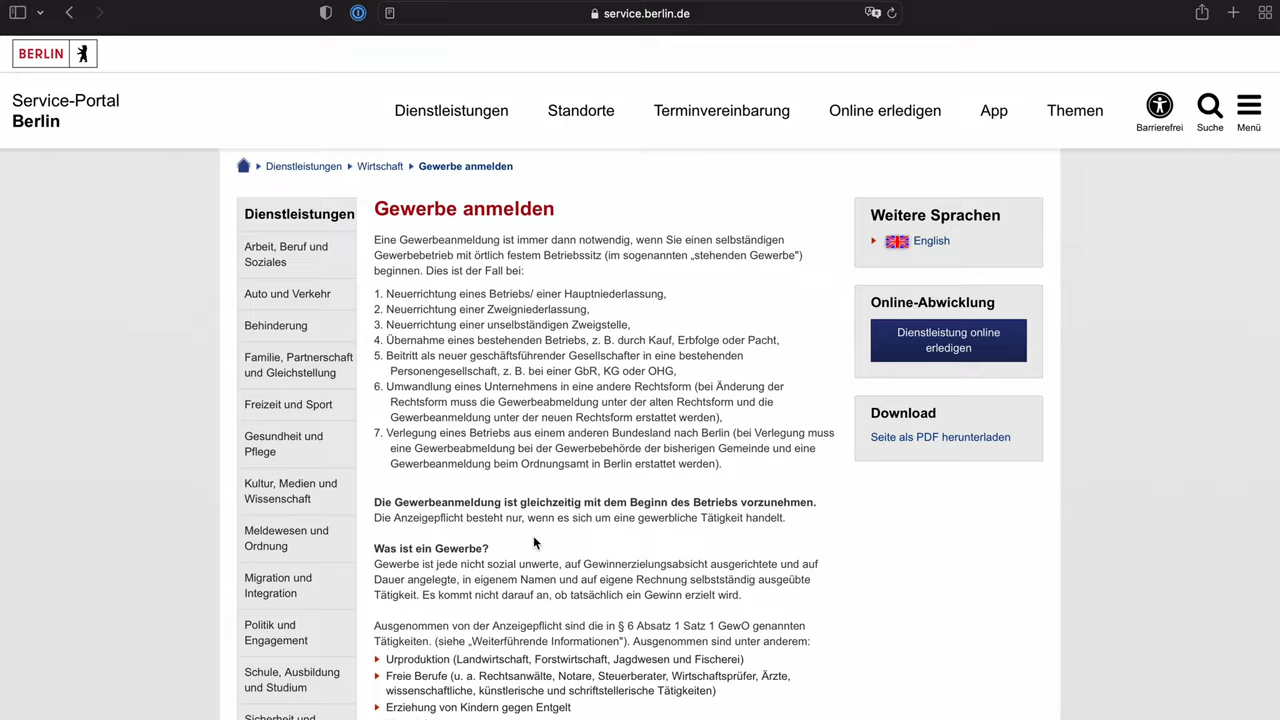 service.berlin.de
BERLIN
Service-Portal
Berlin
Dienstleistungen
Standorte
Terminvereinbarung
Online erledigen
App
Themen
Barrierefrei
Suche
Menü
Dienstleistungen
Wirtschaft
Gewerbe anmelden
Dienstleistungen
Arbeit, Beruf und
Soziales
Auto und Verkehr
Behinderung
Familie, Partnerschaft
und Gleichstellung
Freizeit und Sport
Gesundheit und
Pflege
Kultur, Medien und
Wissenschaft
Meldewesen und
Ordnung
Migration und
Integration
Politik und
Engagement
Schule, Ausbildung
und Studium
Sicherheit und
Gewerbe anmelden
Eine Gewerbeanmeldung ist immer dann notwendig, wenn Sie einen selbständigen
Gewerbebetrieb mit örtlich festem Betriebssitz (im sogenannten „stehenden Gewerbe")
beginnen. Dies ist der Fall bei:
1. Neuerrichtung eines Betriebs/ einer Hauptniederlassung,
2. Neuerrichtung einer Zweigniederlassung,
3. Neuerrichtung einer unselbständigen Zweigstelle,
4. Übernahme eines bestehenden Betriebs, z. B. durch Kauf, Erbfolge oder Pacht,
5. Beitritt als neuer geschäftsführender Gesellschafter in eine bestehenden
Personengesellschaft, z. B. bei einer GbR, KG oder OHG,
6. Umwandlung eines Unternehmens in eine andere Rechtsform (bei Änderung der
Rechtsform muss die Gewerbeabmeldung unter der alten Rechtsform und die
Gewerbeanmeldung unter der neuen Rechtsform erstattet werden),
7. Verlegung eines Betriebs aus einem anderen Bundesland nach Berlin (bei Verlegung muss
eine Gewerbeabmeldung bei der Gewerbehörde der bisherigen Gemeinde und eine
Gewerbeanmeldung beim Ordnungsamt in Berlin erstattet werden).
Die Gewerbeanmeldung ist gleichzeitig mit dem Beginn des Betriebs vorzunehmen.
Die Anzeigepflicht besteht nur, wenn es sich um eine gewerbliche Tätigkeit handelt.
Was ist ein Gewerbe?
Gewerbe ist jede nicht sozial unwerte, auf Gewinnerzielungsabsicht ausgerichtete und auf
Dauer angelegte, in eigenem Namen und auf eigene Rechnung selbstständig ausgeübte
Tätigkeit. Es kommt nicht darauf an, ob tatsächlich ein Gewinn erzielt wird.
Ausgenommen von der Anzeigepflicht sind die in § 6 Absatz 1 Satz 1 GewO genannten
Tätigkeiten. (siehe „Weiterführende Informationen"). Ausgenommen sind unter anderem:
Urproduktion (Landwirtschaft, Forstwirtschaft, Jagdwesen und Fischerei)
Freie Berufe (u. a. Rechtsanwälte, Notare, Steuerberater, Wirtschaftsprüfer, Ärzte,
wissenschaftliche, künstlerische und schriftstellerische Tätigkeiten)
Erziehung von Kindern gegen Entgelt
Weitere Sprachen
English
Online-Abwicklung
Dienstleistung online
erledigen
Download
Seite als PDF herunterladen